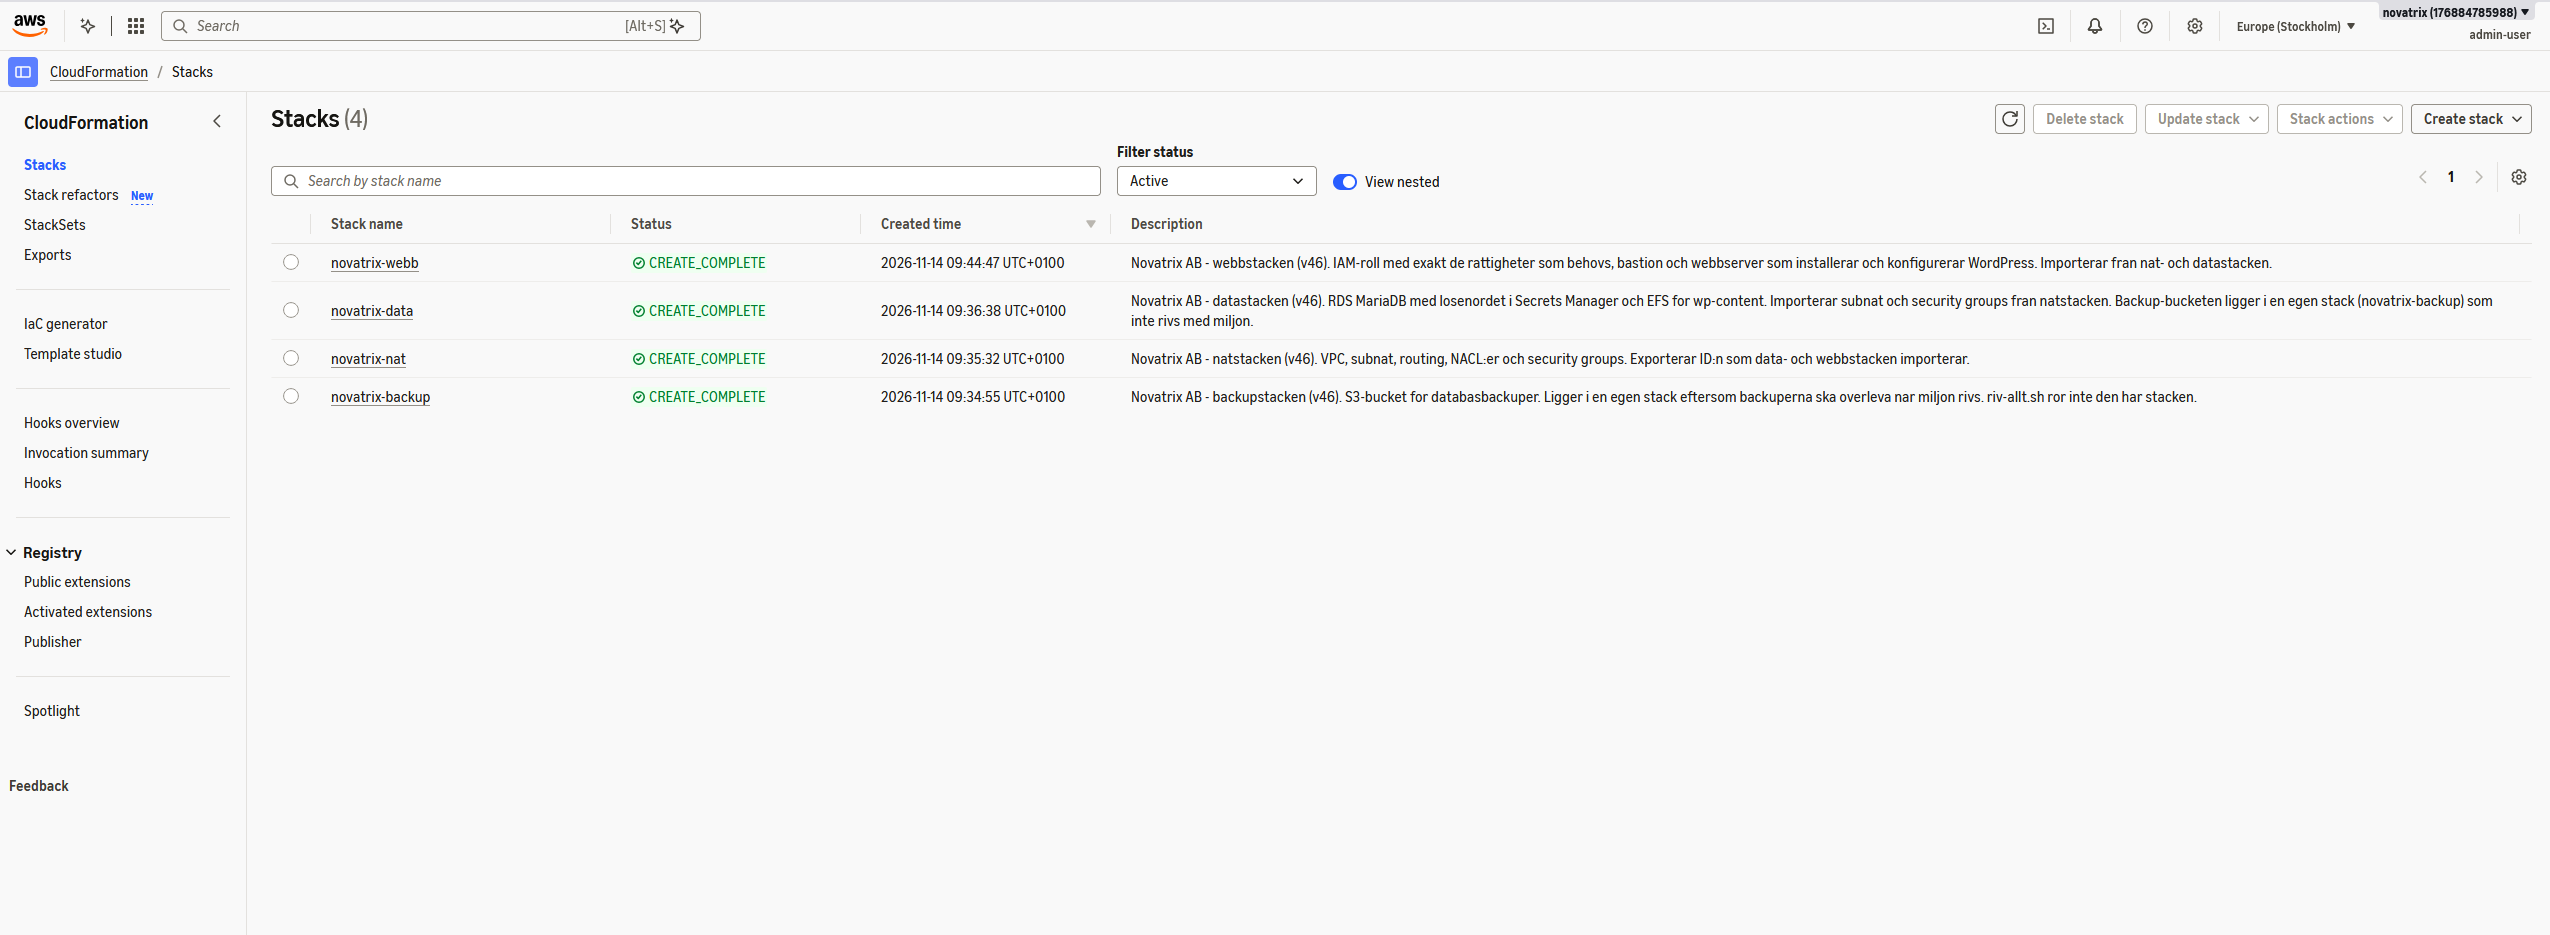 aws
Search [Alt+S]
Europe (Stockholm)
novatrix (176884785988)
admin-user
CloudFormation / Stacks
CloudFormation
Stacks
Stack refactors New
StackSets
Exports
IaC generator
Template studio
Hooks overview
Invocation summary
Hooks
Registry
Public extensions
Activated extensions
Publisher
Spotlight
Feedback
Stacks (4)
Delete stack
Update stack
Stack actions
Create stack
Filter status
Search by stack name
Active
View nested
1
Stack name Status Created time Description
novatrix-webb CREATE_COMPLETE 2026-11-14 09:44:47 UTC+0100 Novatrix AB - webbstacken (v46). IAM-roll med exakt de rattigheter som behovs, bastion och webbserver som installerar och konfigurerar WordPress. Importerar fran nat- och datastacken.
novatrix-data CREATE_COMPLETE 2026-11-14 09:36:38 UTC+0100 Novatrix AB - datastacken (v46). RDS MariaDB med losenordet i Secrets Manager och EFS for wp-content. Importerar subnat och security groups fran natstacken. Backup-bucketen ligger i en egen stack (novatrix-backup) som
inte rivs med miljon.
novatrix-nat CREATE_COMPLETE 2026-11-14 09:35:32 UTC+0100 Novatrix AB - natstacken (v46). VPC, subnat, routing, NACL:er och security groups. Exporterar ID:n som data- och webbstacken importerar.
novatrix-backup CREATE_COMPLETE 2026-11-14 09:34:55 UTC+0100 Novatrix AB - backupstacken (v46). S3-bucket for databasbackuper. Ligger i en egen stack eftersom backuperna ska overleva nar miljon rivs. riv-allt.sh ror inte den har stacken.